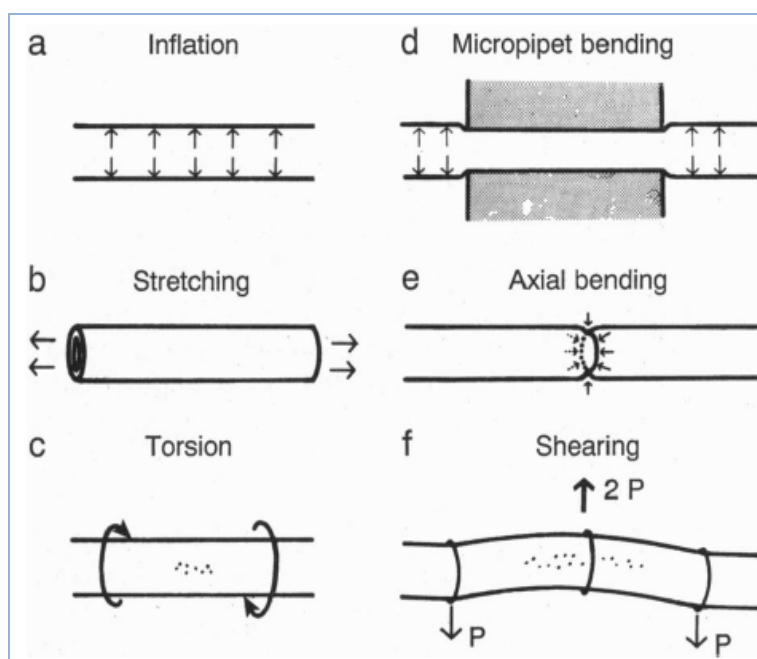 a Inflation
d Micropipet bending
b Stretching
e Axial bending
c Torsion
f Shearing
2 P
P
P